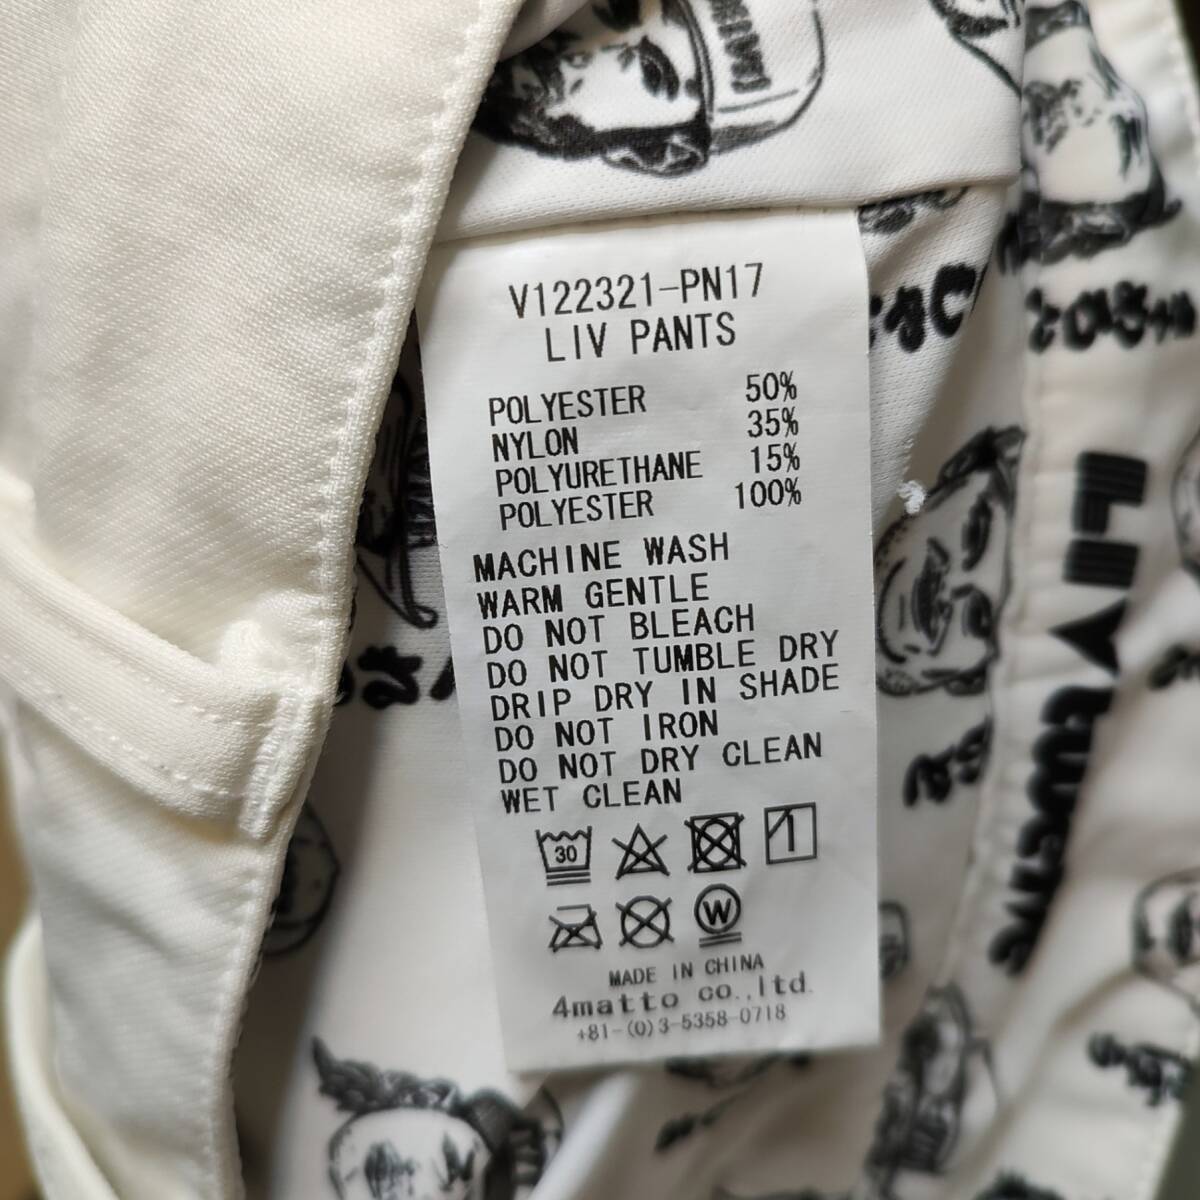 V122321-PN17
LIV PANTS
POLYESTER 50%
NYLON 35%
POLYURETHANE 15%
POLYESTER 100%
MACHINE WASH
WARM GENTLE
DO NOT BLEACH
DO NOT TUMBLE DRY
DRIP DRY IN SHADE
DO NOT IRON
DO NOT DRY CLEAN
WET CLEAN
30
W
MADE IN CHINA
4matto co.,ltd.
+81-(0)3-5358-0718